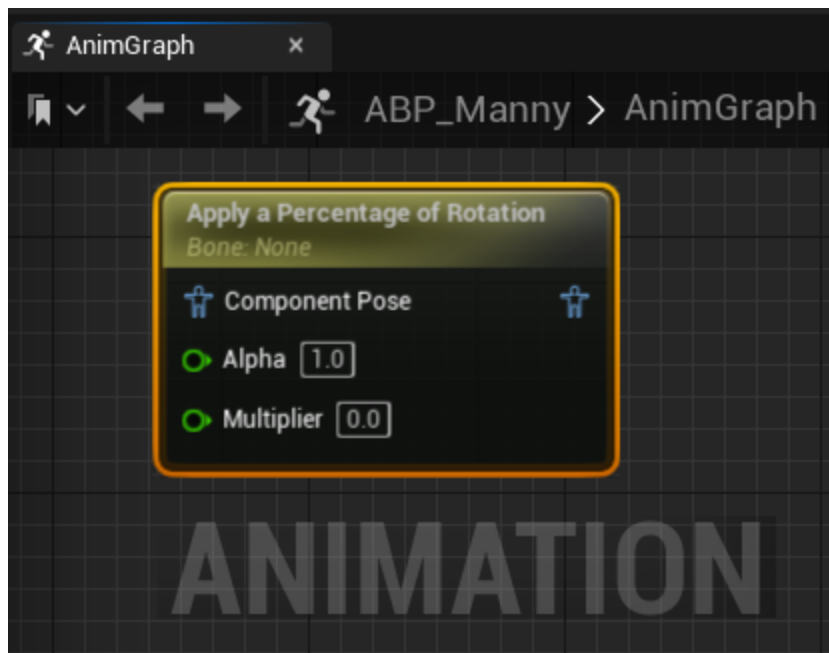 AnimGraph
ABP_Manny > AnimGraph
Apply a Percentage of Rotation
Bone: None
Component Pose
Alpha 1.0
Multiplier 0.0
ANIMATION